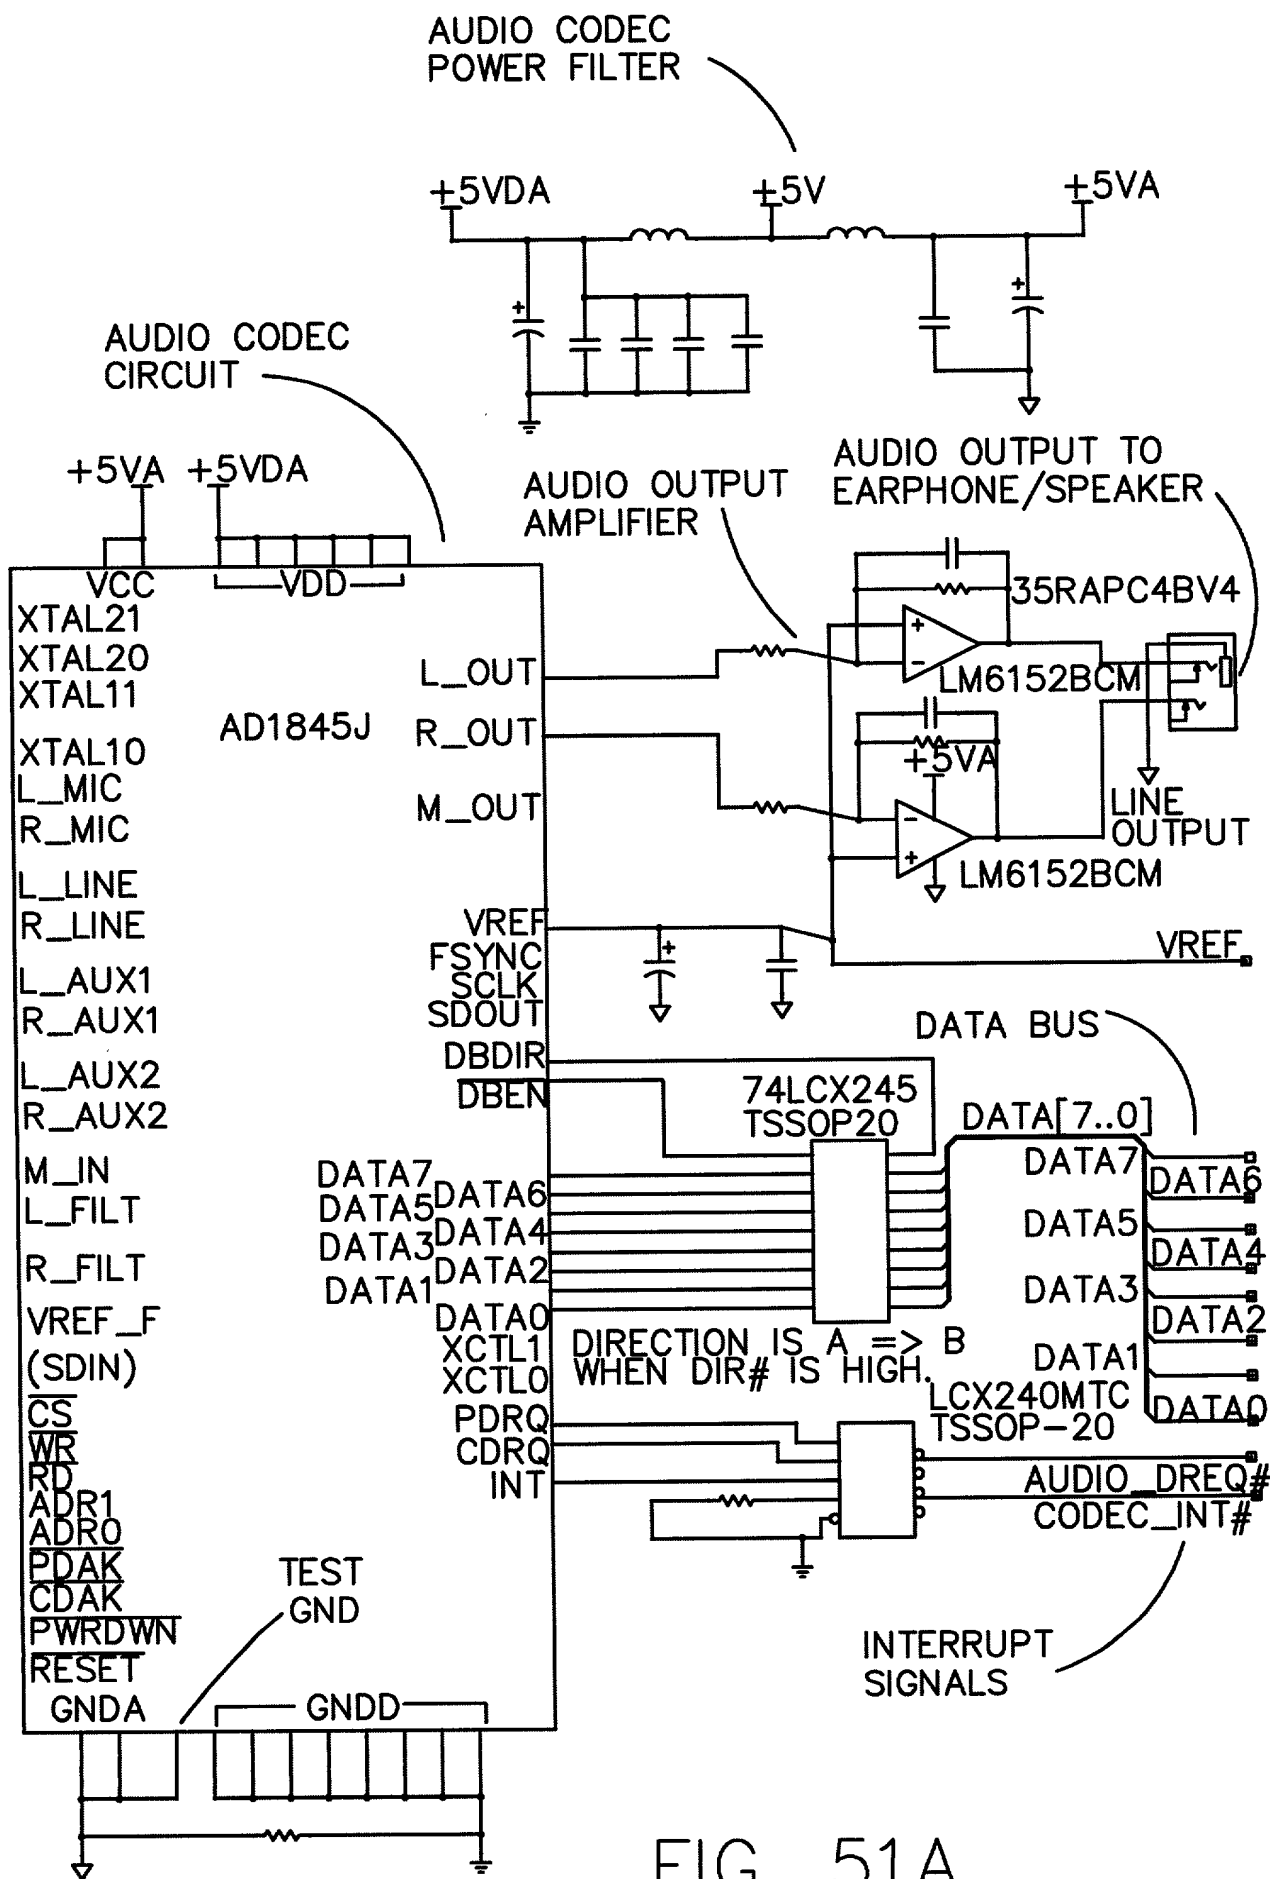 AUDIO CODEC
POWER FILTER
+5VDA
+5V
+5VA
+
+
AUDIO CODEC
CIRCUIT
+5VA
+5VDA
AUDIO OUTPUT
AMPLIFIER
AUDIO OUTPUT TO
EARPHONE/SPEAKER
VCC
VDD
XTAL21
XTAL20
XTAL11
XTAL10
L_MIC
R_MIC
L_LINE
R_LINE
L_AUX1
R_AUX1
L_AUX2
R_AUX2
M_IN
L_FILT
R_FILT
VREF_F
(SDIN)
CS
WR
RD
ADR1
ADR0
PDAK
CDAK
PWRDWN
RESET
GNDA
AD1845J
L_OUT
R_OUT
M_OUT
VREF
FSYNC
SCLK
SDOUT
DBDIR
DBEN
DATA7
DATA6
DATA5
DATA4
DATA3
DATA2
DATA1
DATA0
XCTL1
XCTL0
PDRQ
CDRQ
INT
TEST
GND
GNDD
35RAPC4BV4
+
-
LM6152BCM
+5VA
-
+
LM6152BCM
LINE
OUTPUT
+
VREF
DATA BUS
74LCX245
TSSOP20
DATA[7..0]
DATA7
DATA6
DATA5
DATA4
DATA3
DATA2
DATA1
DATA0
DIRECTION IS A => B
WHEN DIR# IS HIGH.
LCX240MTC
TSSOP-20
AUDIO_DREQ#
CODEC_INT#
INTERRUPT
SIGNALS
FIG. 51A